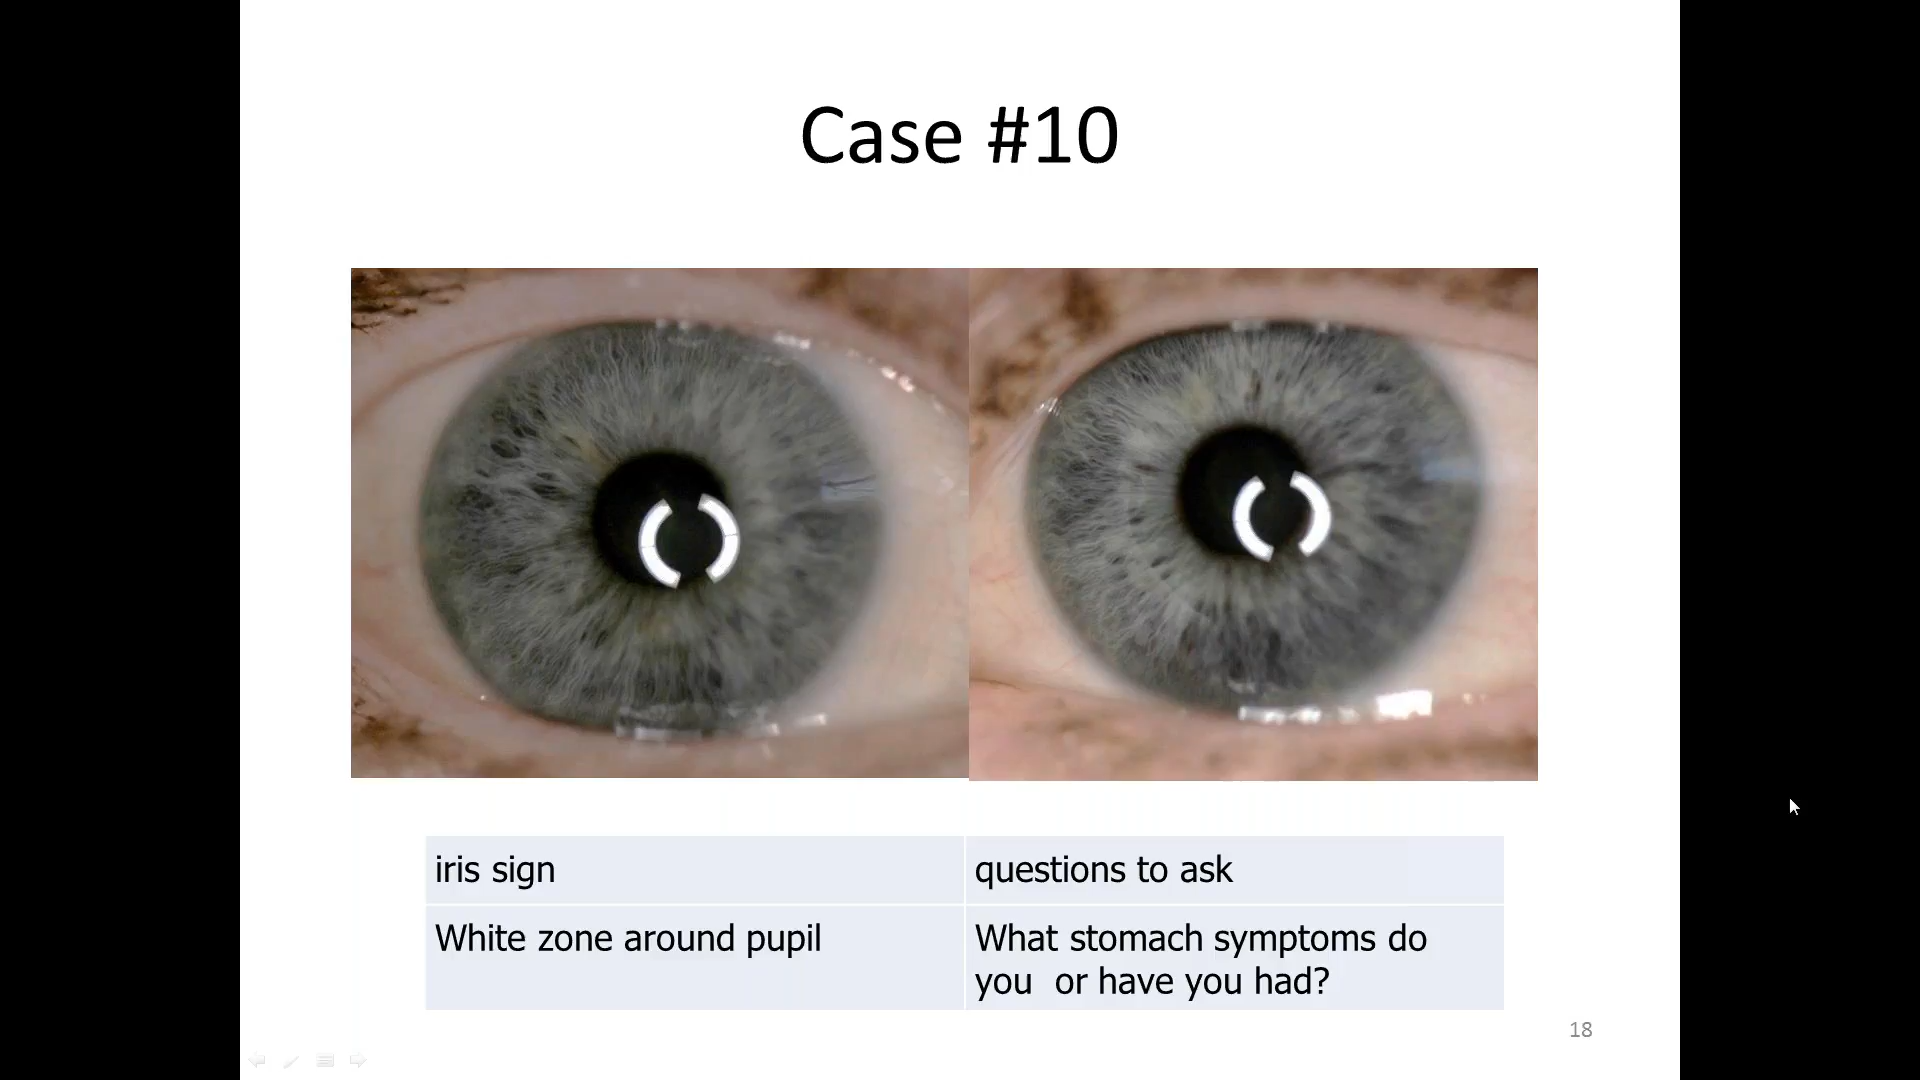 Case #10
iris sign
questions to ask
White zone around pupil
What stomach symptoms do
you  or have you had?
18